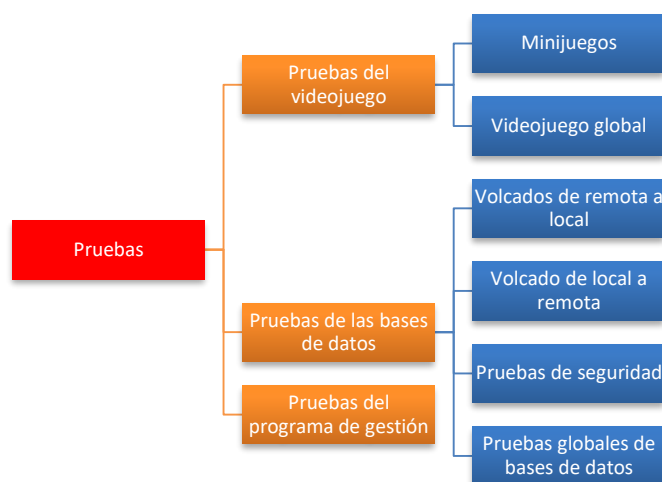 Minijuegos
Pruebas del
videojuego
Videojuego global
Volcados de remota a
local
Pruebas
Volcado de local a
remota
Pruebas de las bases
de datos
Pruebas de seguridad
Pruebas del
programa de gestión
Pruebas globales de
bases de datos